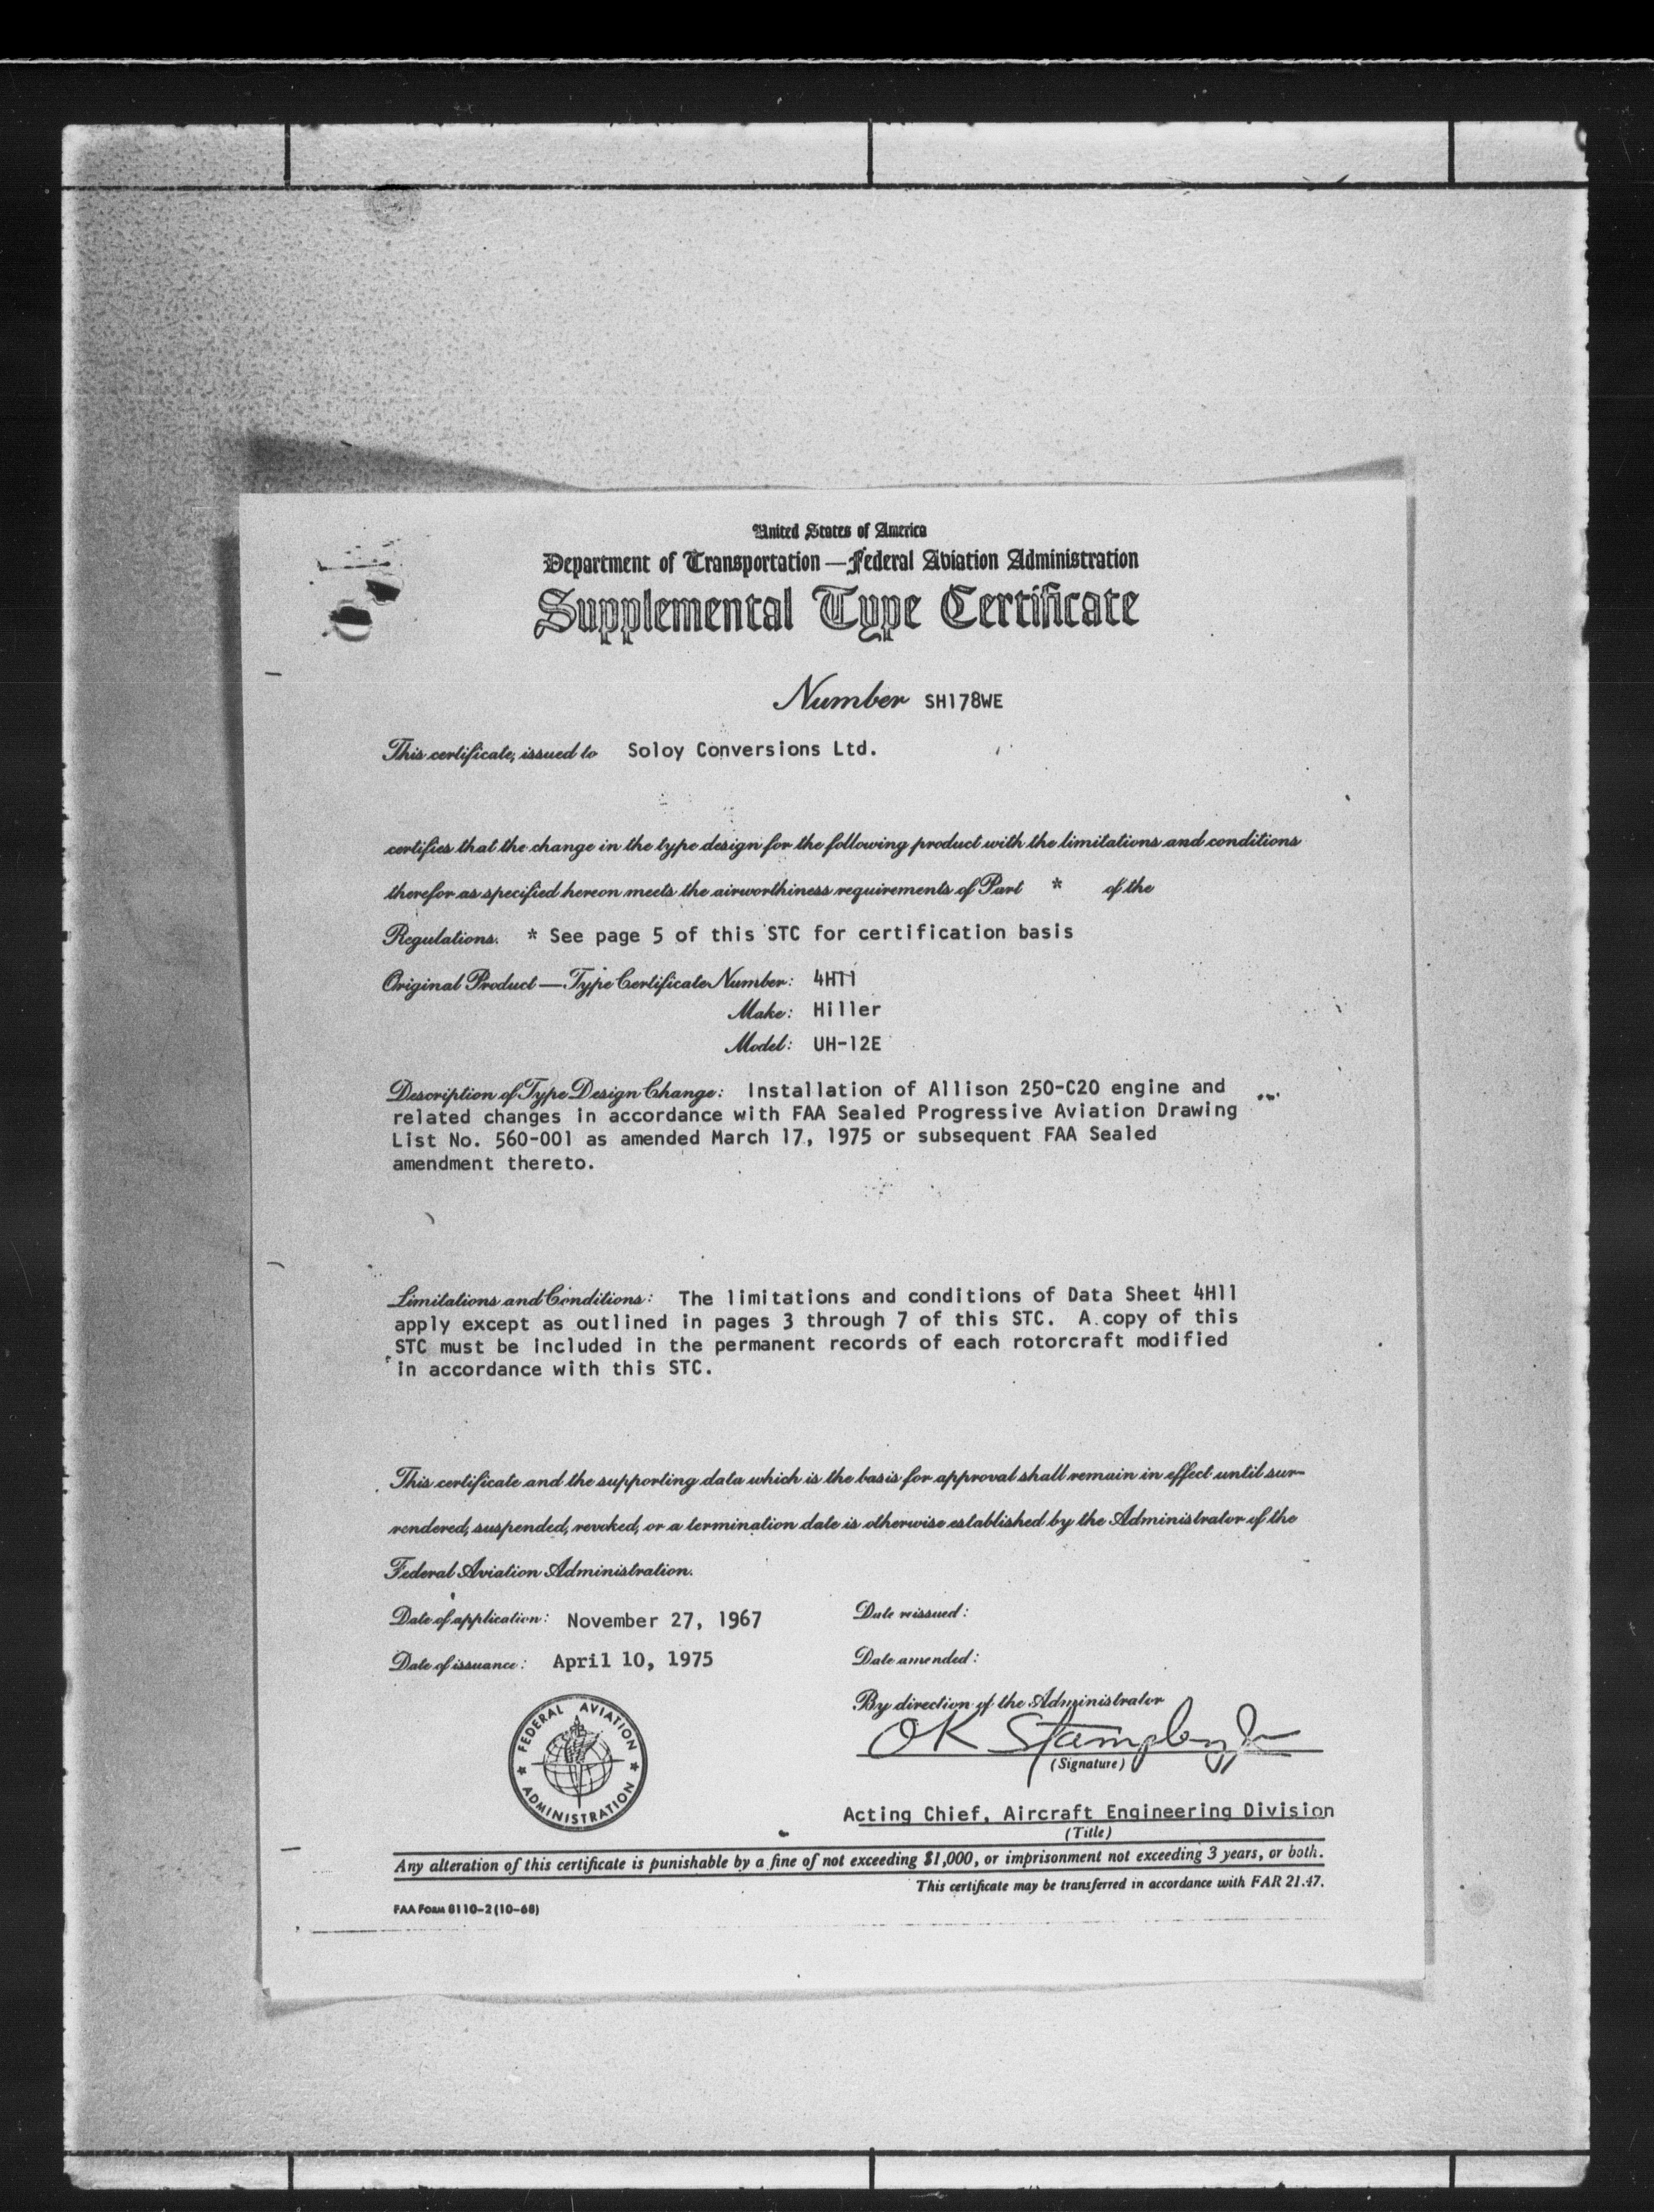 United States of America
Department of Transportation—Federal Aviation Administration
Supplemental Type Certificate
Number SH178WE
This certificate, issued to Soloy Conversions Ltd.
certifies that the change in the type design for the following product with the limitations and conditions
therefor as specified hereon meets the airworthiness requirements of Part * of the
Regulations. * See page 5 of this STC for certification basis
Original Product—Type Certificate Number: 4H11
Make: Hiller
Model: UH-12E
Description of Type Design Change: Installation of Allison 250-C20 engine and
related changes in accordance with FAA Sealed Progressive Aviation Drawing
List No. 560-001 as amended March 17, 1975 or subsequent FAA Sealed
amendment thereto.
Limitations and Conditions: The limitations and conditions of Data Sheet 4H11
apply except as outlined in pages 3 through 7 of this STC. A copy of this
STC must be included in the permanent records of each rotorcraft modified
in accordance with this STC.
This certificate and the supporting data which is the basis for approval shall remain in effect until sur-
rendered, suspended, revoked, or a termination date is otherwise established by the Administrator of the
Federal Aviation Administration.
Date of application: November 27, 1967
Date reissued:
Date of issuance: April 10, 1975
Date amended:
By direction of the Administrator
FEDERAL AVIATION ADMINISTRATION
OK
(Signature)
Acting Chief, Aircraft Engineering Division
(Title)
Any alteration of this certificate is punishable by a fine of not exceeding $1,000, or imprisonment not exceeding 3 years, or both.
This certificate may be transferred in accordance with FAR 21.47.
FAA FORM 8110-2 (10-68)